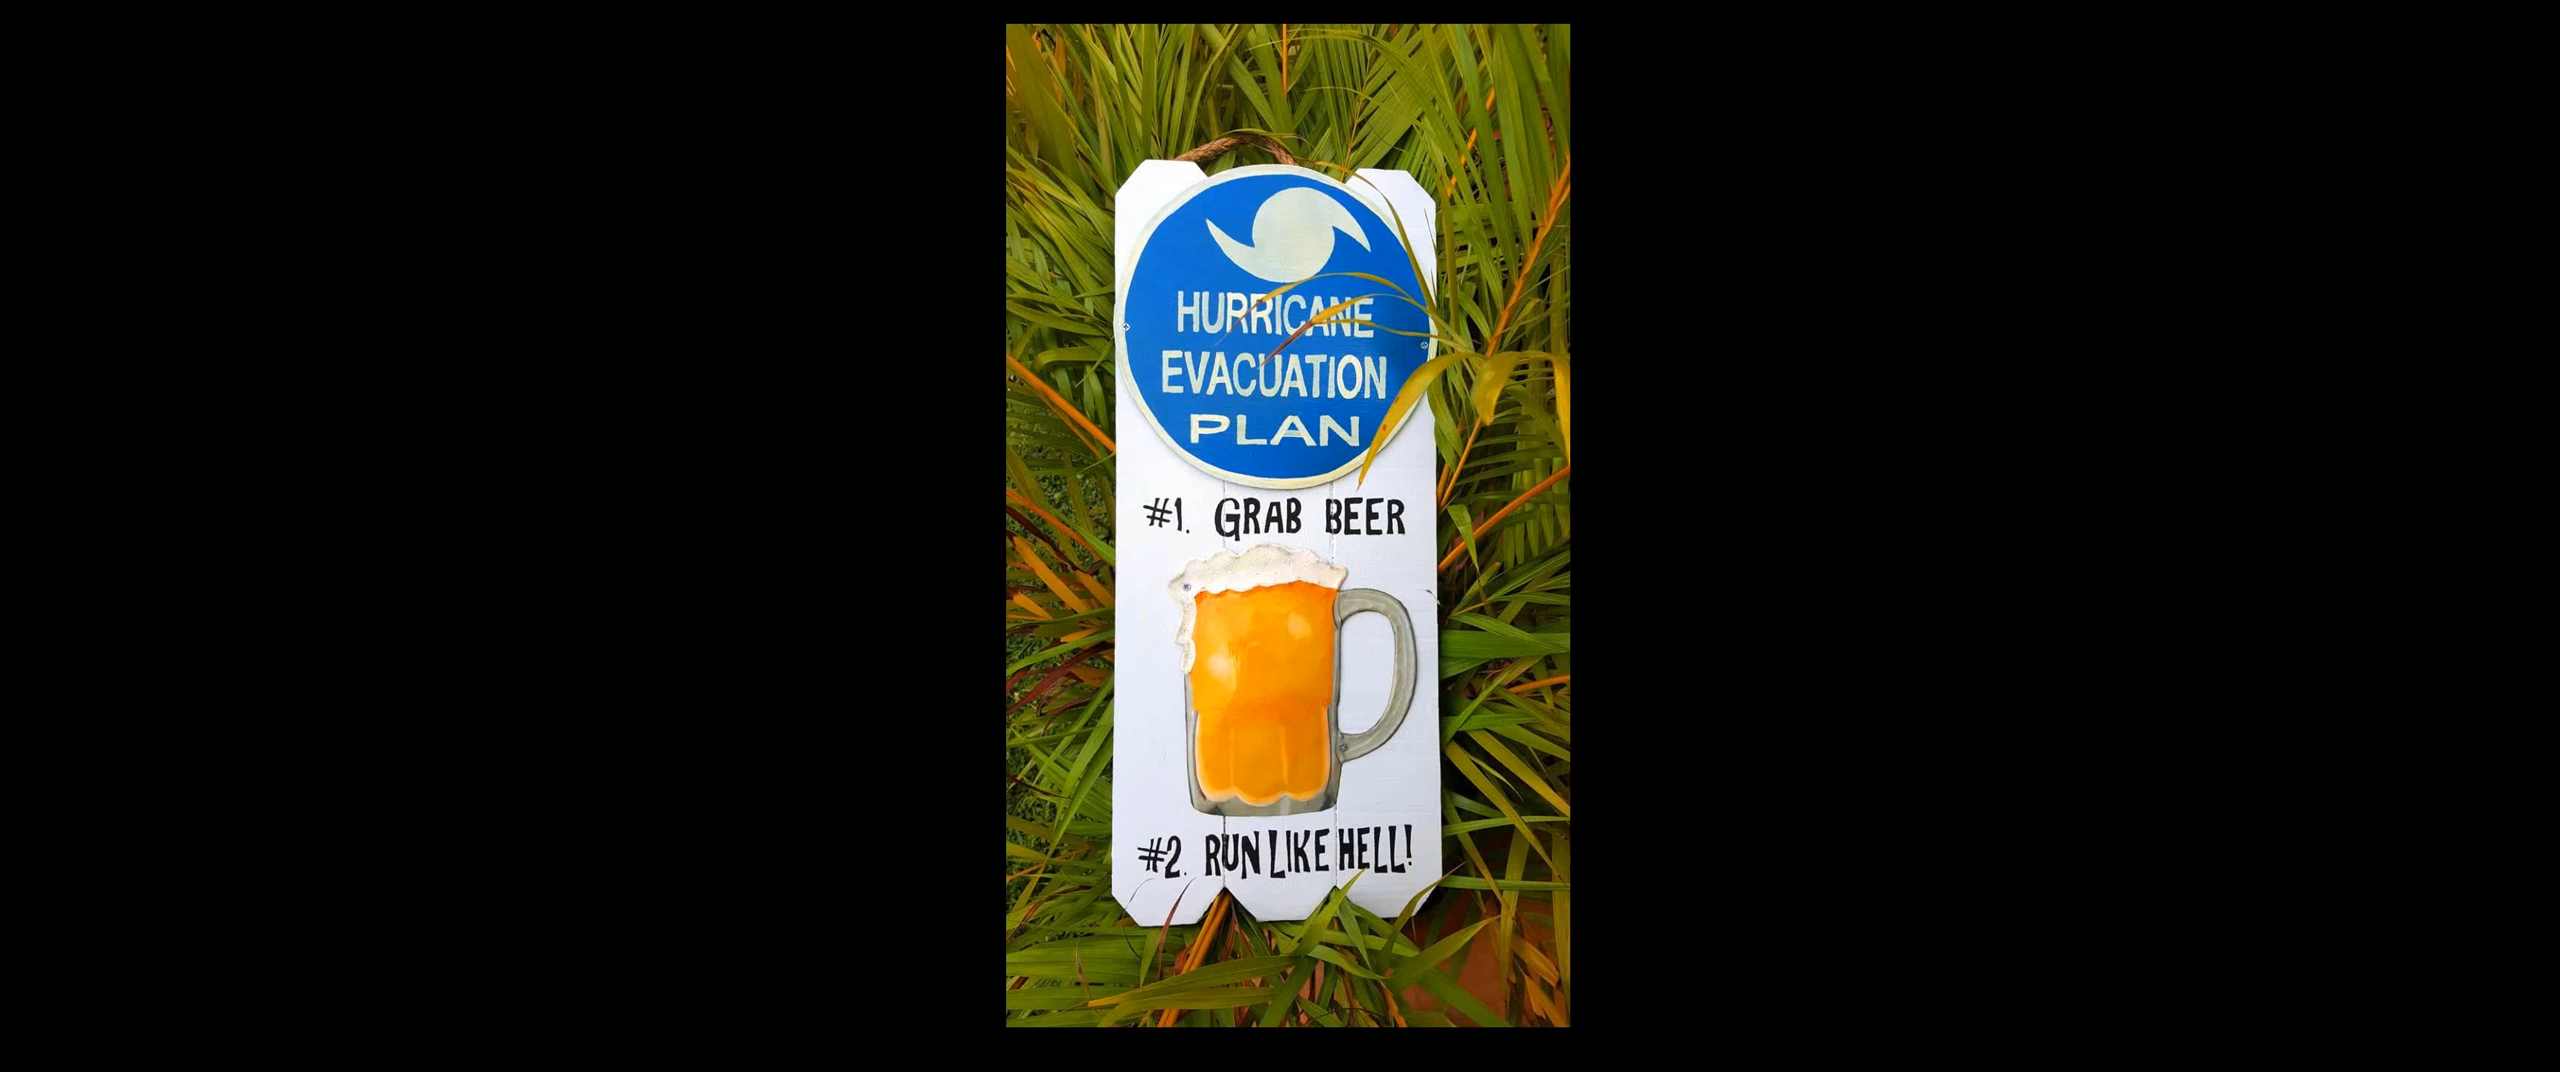 HURRICANE
EVACUATION
PLAN
#1. GRAB BEER
#2. RUN LIKE HELL!